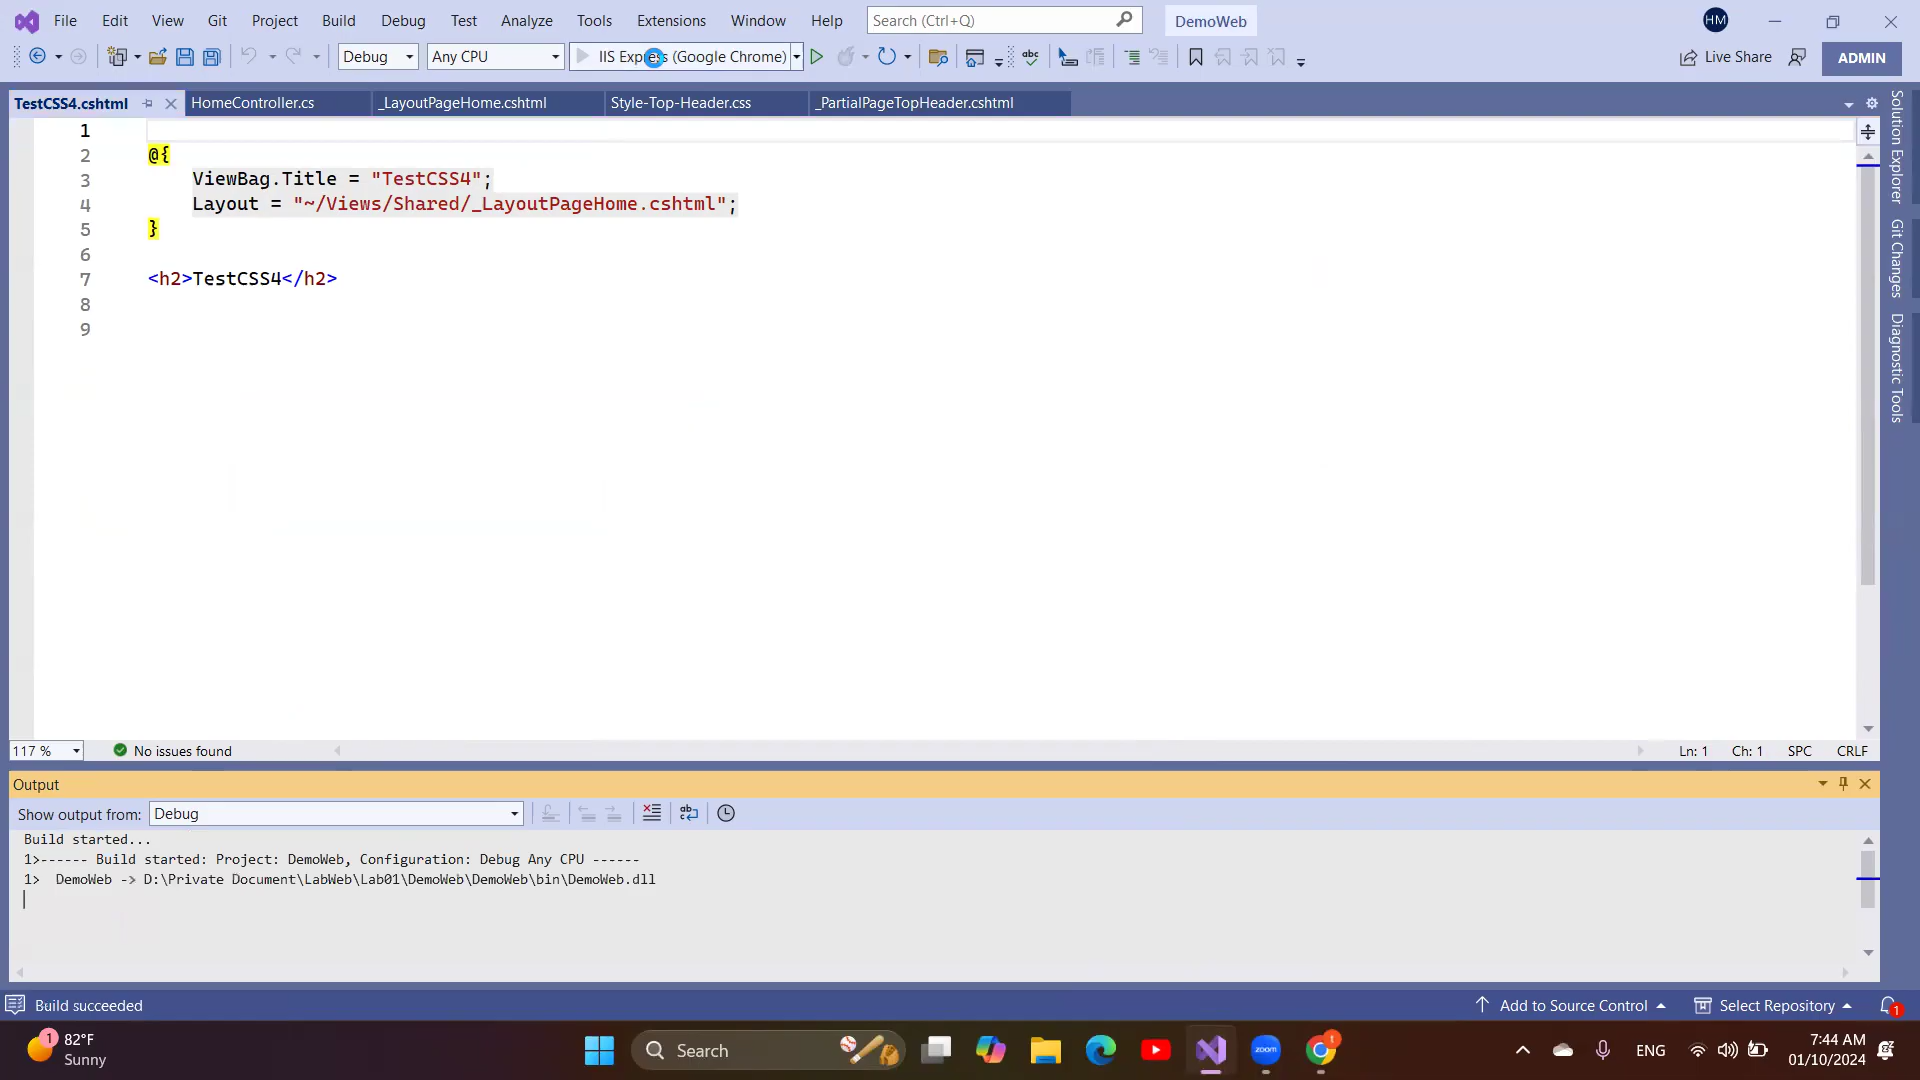 File Edit View Git Project Build Debug Test Analyze Tools Extensions Window Help Search (Ctrl+Q) DemoWeb HM
Debug Any CPU IIS Express (Google Chrome) Live Share ADMIN
TestCSS4.cshtml HomeController.cs _LayoutPageHome.cshtml Style-Top-Header.css _PartialPageTopHeader.cshtml
1
2 @{
3 ViewBag.Title = "TestCSS4";
4 Layout = "~/Views/Shared/_LayoutPageHome.cshtml";
5 }
6
7 <h2>TestCSS4</h2>
8
9
Solution Explorer
Git Changes
Diagnostic Tools
117 % No issues found Ln: 1 Ch: 1 SPC CRLF
Output
Show output from: Debug
Build started...
1>------ Build started: Project: DemoWeb, Configuration: Debug Any CPU ------
1>  DemoWeb -> D:\Private Document\LabWeb\Lab01\DemoWeb\DemoWeb\bin\DemoWeb.dll
Build succeeded Add to Source Control Select Repository 1
1 82°F
Sunny
Search zoom t ENG
7:44 AM
01/10/2024